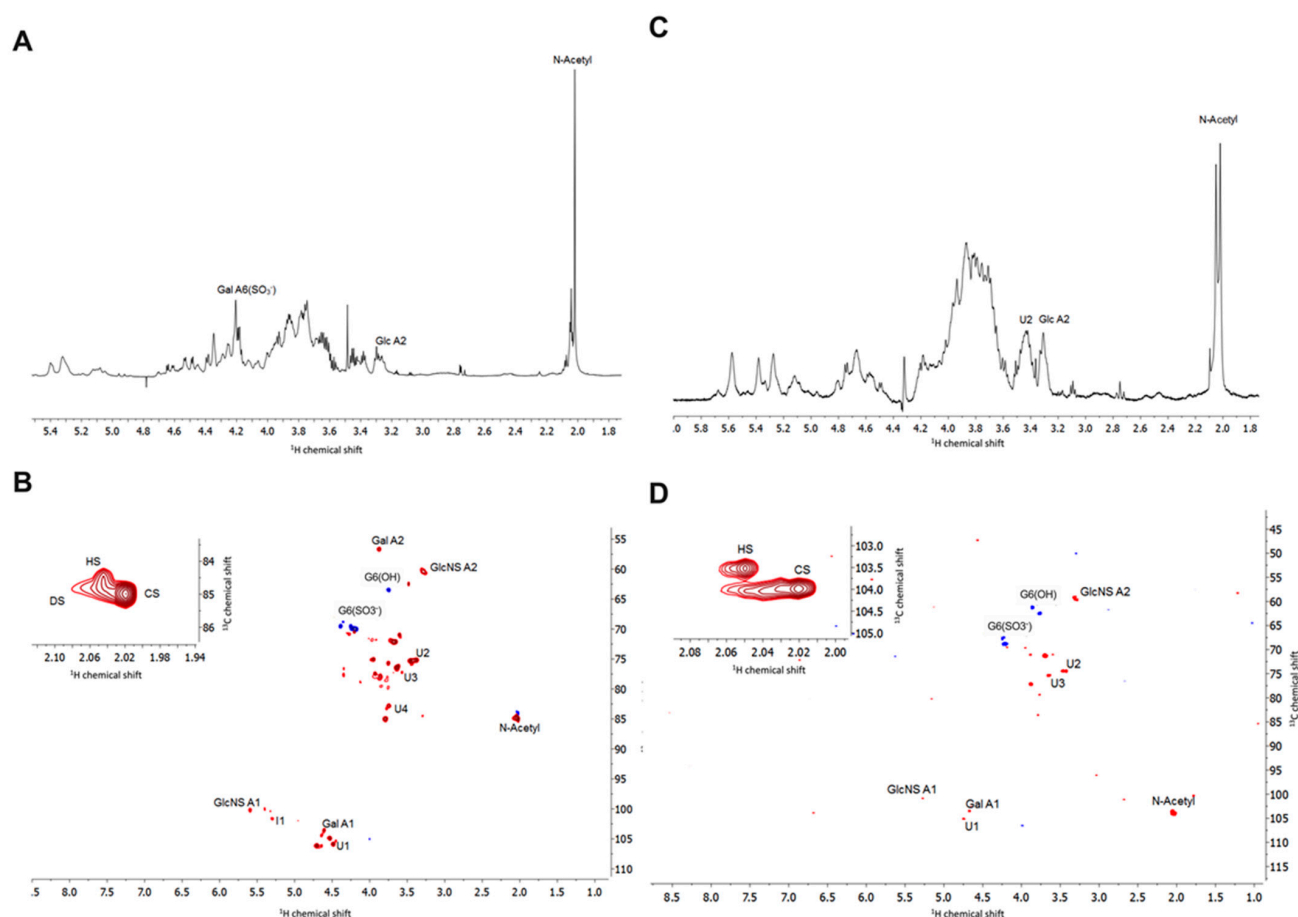 A
N-Acetyl
Gal A6(SO₃⁻)
Glc A2
5.4 5.2 5.0 4.8 4.6 4.4 4.2 4.0 3.8 3.6 3.4 3.2 3.0 2.8 2.6 2.4 2.2 2.0 1.8
¹H chemical shift
C
N-Acetyl
U2
Glc A2
.0 5.8 5.6 5.4 5.2 5.0 4.8 4.6 4.4 4.2 4.0 3.8 3.6 3.4 3.2 3.0 2.8 2.6 2.4 2.2 2.0 1.8
¹H chemical shift
B
HS
DS
CS
84
85
86
¹³C chemical shift
2.10 2.06 2.02 1.98 1.94
¹H chemical shift
Gal A2
G6(OH)
GlcNS A2
G6(SO3⁻)
U2
U3
U4
N-Acetyl
GlcNS A1
I1
Gal A1
U1
55
60
65
70
75
80
85
90
95
100
105
110
¹³C chemical shift
.5 6.0 5.5 5.0 4.5 4.0 3.5 3.0 2.5 2.0 1.5 1.0
¹H chemical shift
D
HS
CS
103.0
103.5
104.0
104.5
105.0
¹³C chemical shift
2.08 2.06 2.04 2.02 2.00
¹H chemical shift
G6(OH)
GlcNS A2
G6(SO3⁻)
U2
U3
GlcNS A1
Gal A1
U1
N-Acetyl
45
50
55
60
65
70
75
80
85
90
95
100
105
110
115
¹³C chemical shift
8.5 8.0 7.5 7.0 6.5 6.0 5.5 5.0 4.5 4.0 3.5 3.0 2.5 2.0 1.5 1.0
¹H chemical shift